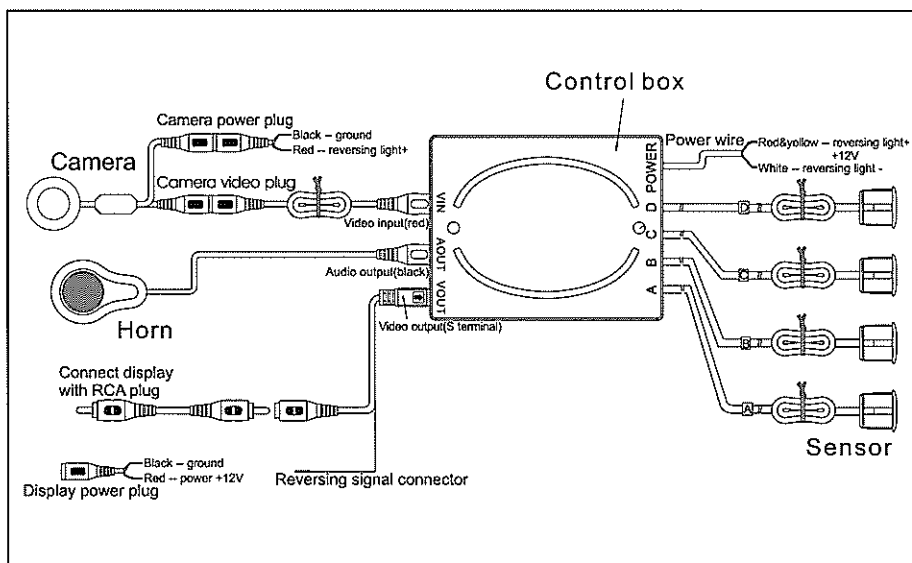 Control box
Camera power plug
Black -- ground
Red -- reversing light+
Camera
Camera video plug
Video input(red)
VIN
AOUT
VOUT
Audio output(black)
Video output(S terminal)
Horn
Connect display
with RCA plug
Black -- ground
Red -- power +12V
Display power plug
Reversing signal connector
POWER
D
C
B
A
Power wire
Red&yollow -- reversing light+
+12V
White -- reversing light -
D
C
B
A
Sensor